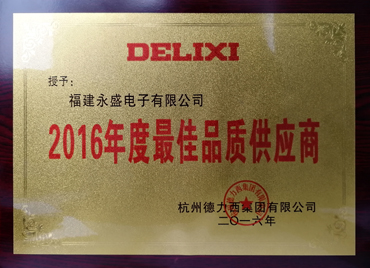 DELIXI
授予：
福建永盛电子有限公司
2016年度最佳品质供应商
杭州德力西集团有限公司
二〇一六年